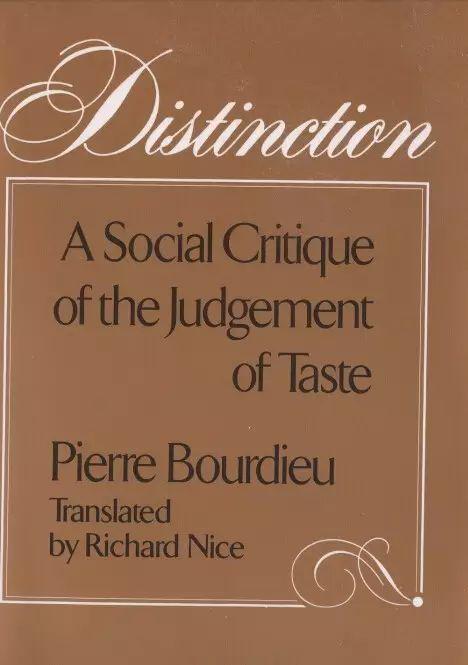 Distinction
A Social Critique
of the Judgement
of Taste
Pierre Bourdieu
Translated
by Richard Nice